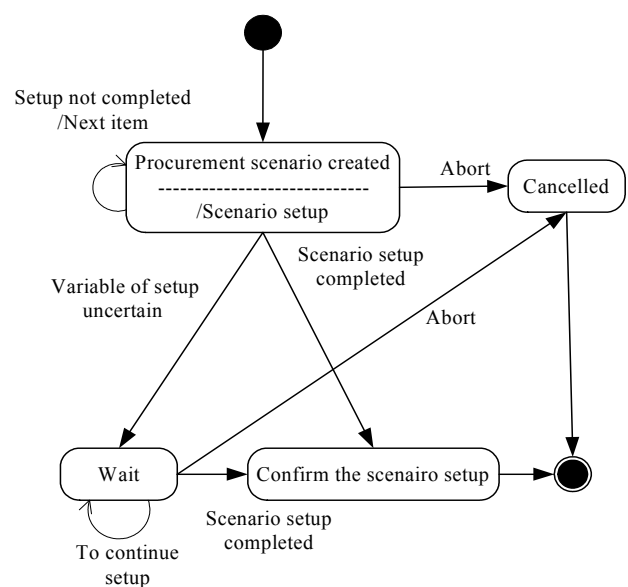 Setup not completed
/Next item
Procurement scenario created
-----------------------------
/Scenario setup
Abort
Cancelled
Scenario setup
completed
Variable of setup
uncertain
Abort
Wait
Confirm the scenairo setup
Scenario setup
completed
To continue
setup